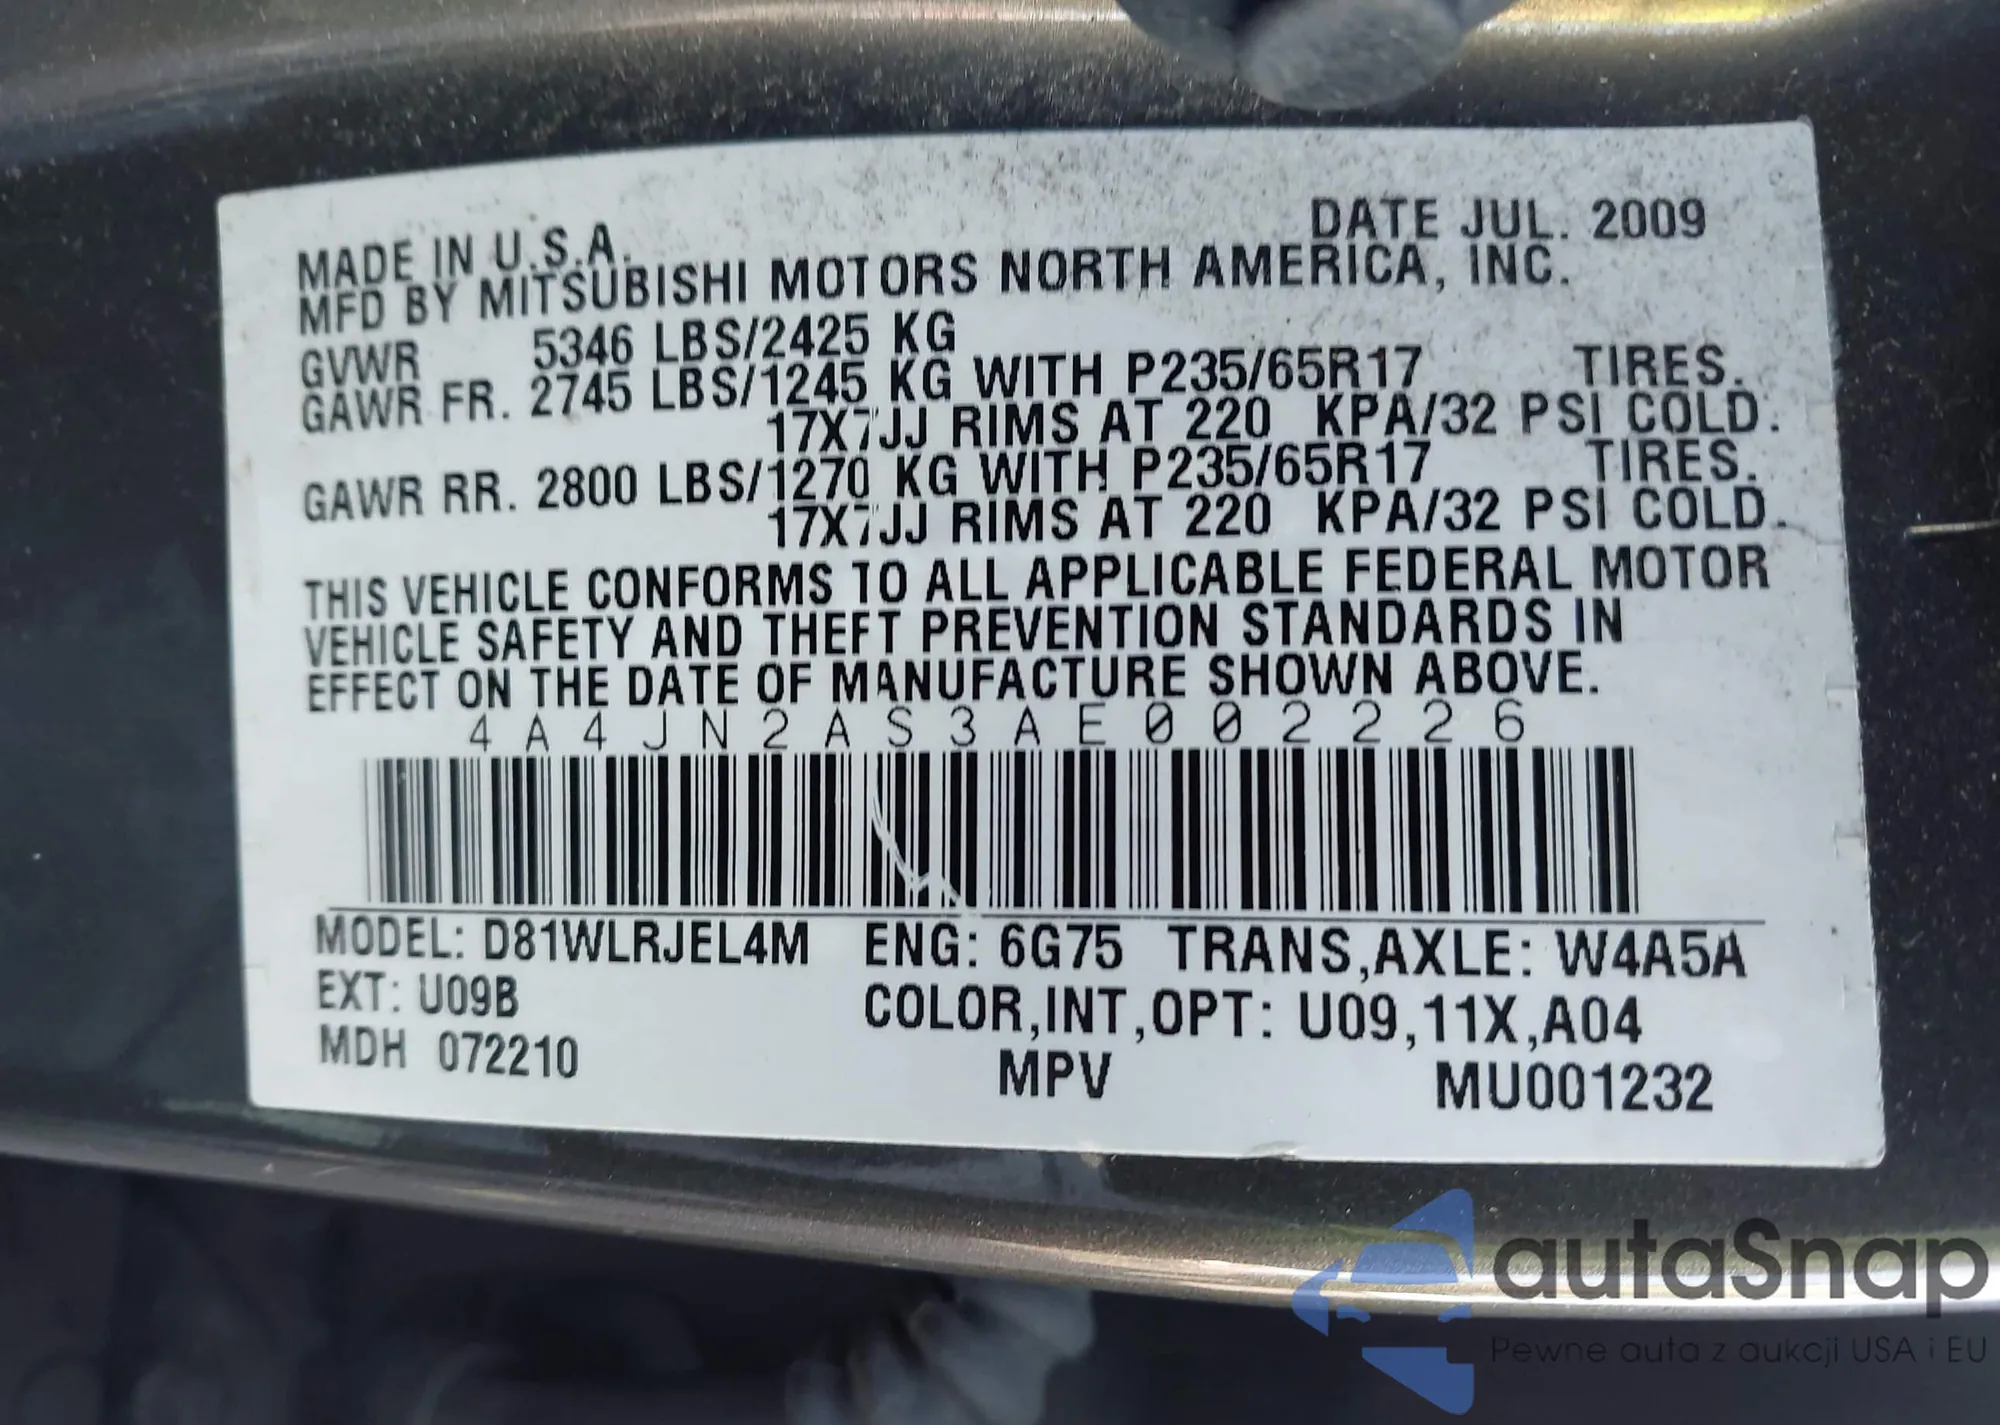 DATE JUL. 2009
MADE IN U.S.A.
MFD BY MITSUBISHI MOTORS NORTH AMERICA, INC.
GVWR 5346 LBS/2425 KG
GAWR FR. 2745 LBS/1245 KG WITH P235/65R17 TIRES.
17X7JJ RIMS AT 220 KPA/32 PSI COLD.
GAWR RR. 2800 LBS/1270 KG WITH P235/65R17 TIRES.
17X7JJ RIMS AT 220 KPA/32 PSI COLD.
THIS VEHICLE CONFORMS TO ALL APPLICABLE FEDERAL MOTOR
VEHICLE SAFETY AND THEFT PREVENTION STANDARDS IN
EFFECT ON THE DATE OF MANUFACTURE SHOWN ABOVE.
4A4JN2AS3AE002226
MODEL: D81WLRJEL4M ENG: 6G75 TRANS,AXLE: W4A5A
EXT: U09B COLOR,INT,OPT: U09,11X,A04
MDH 072210 MPV MU001232
autaSnap
Pewne auta z aukcji USA i EU